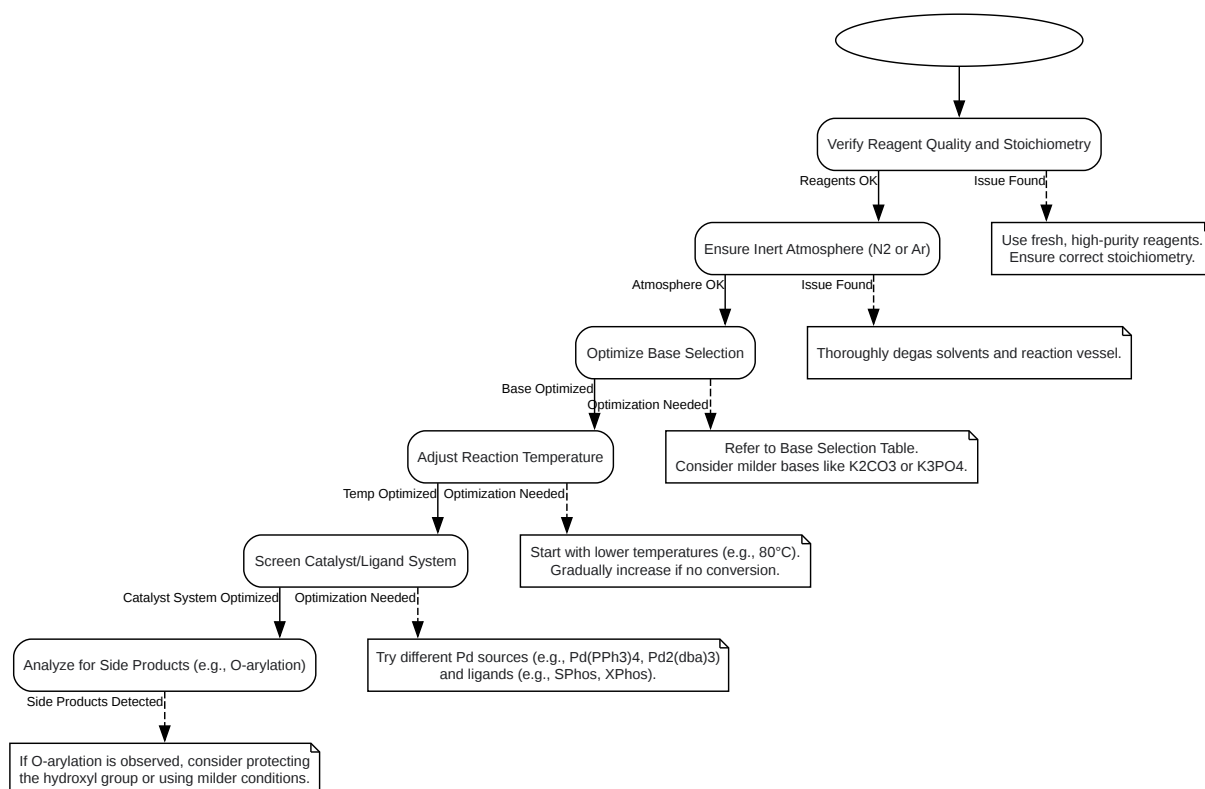 Verify Reagent Quality and Stoichiometry
Reagents OK
Issue Found
Ensure Inert Atmosphere (N2 or Ar)
Use fresh, high-purity reagents.
Ensure correct stoichiometry.
Atmosphere OK
Issue Found
Optimize Base Selection
Thoroughly degas solvents and reaction vessel.
Base Optimized
Optimization Needed
Adjust Reaction Temperature
Refer to Base Selection Table.
Consider milder bases like K2CO3 or K3PO4.
Temp Optimized
Optimization Needed
Screen Catalyst/Ligand System
Start with lower temperatures (e.g., 80°C).
Gradually increase if no conversion.
Catalyst System Optimized
Optimization Needed
Analyze for Side Products (e.g., O-arylation)
Try different Pd sources (e.g., Pd(PPh3)4, Pd2(dba)3)
and ligands (e.g., SPhos, XPhos).
Side Products Detected
If O-arylation is observed, consider protecting
the hydroxyl group or using milder conditions.